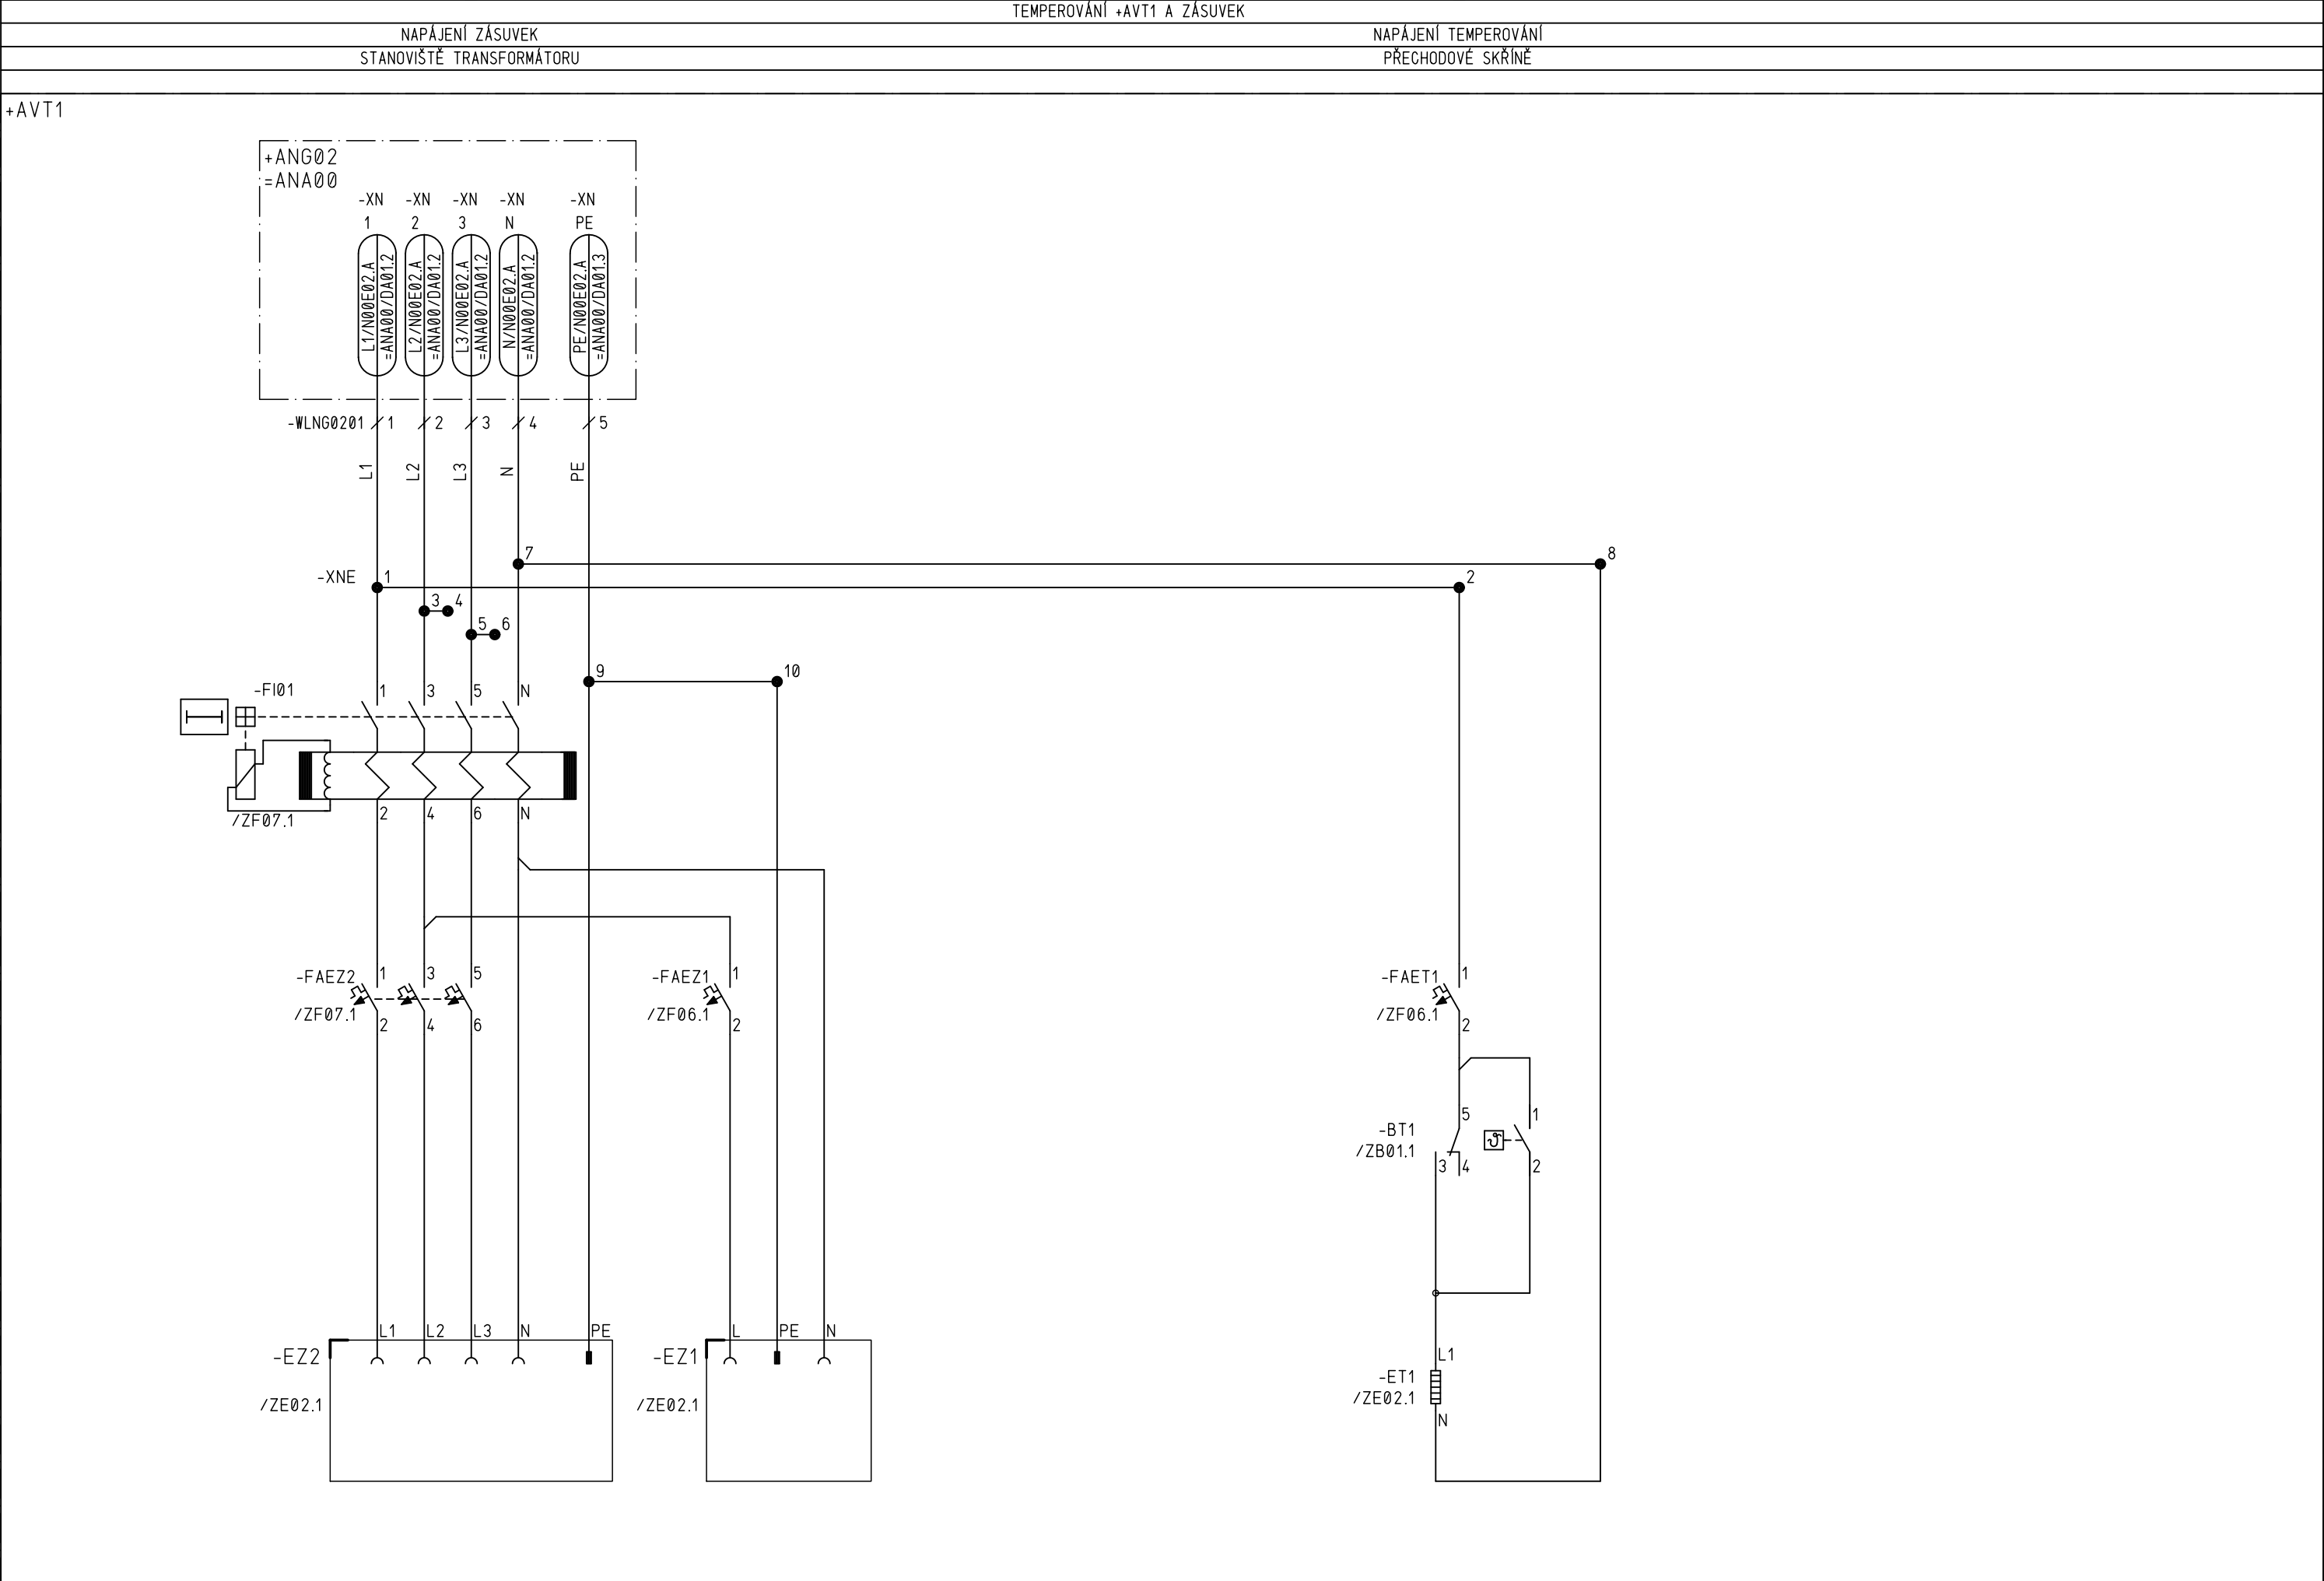 TEMPEROVÁNÍ +AVT1 A ZÁSUVEK
NAPÁJENÍ ZÁSUVEK NAPÁJENÍ TEMPEROVÁNÍ
STANOVIŠTĚ TRANSFORMÁTORU PŘECHODOVÉ SKŘÍNĚ
+AVT1
+ANG02
=ANA00
-XN -XN -XN -XN -XN
1 2 3 N PE
L1/N00E02.A
=ANA00/DA01.2
L2/N00E02.A
=ANA00/DA01.2
L3/N00E02.A
=ANA00/DA01.2
N/N00E02.A
=ANA00/DA01.2
PE/N00E02.A
=ANA00/DA01.3
-WLNG0201 1 2 3 4 5
L1 L2 L3 N PE
7 8
-XNE 1 2
3 4
5 6
9 10
-FI01 1 3 5 N
/ZF07.1 2 4 6 N
-FAEZ2 1 3 5
/ZF07.1 2 4 6
-FAEZ1 1
/ZF06.1 2
-FAET1 1
/ZF06.1 2
5 1
-BT1
/ZB01.1
3 4 2
L1 L2 L3 N PE
-EZ2
/ZE02.1
L PE N
-EZ1
/ZE02.1
L1
-ET1
/ZE02.1
N